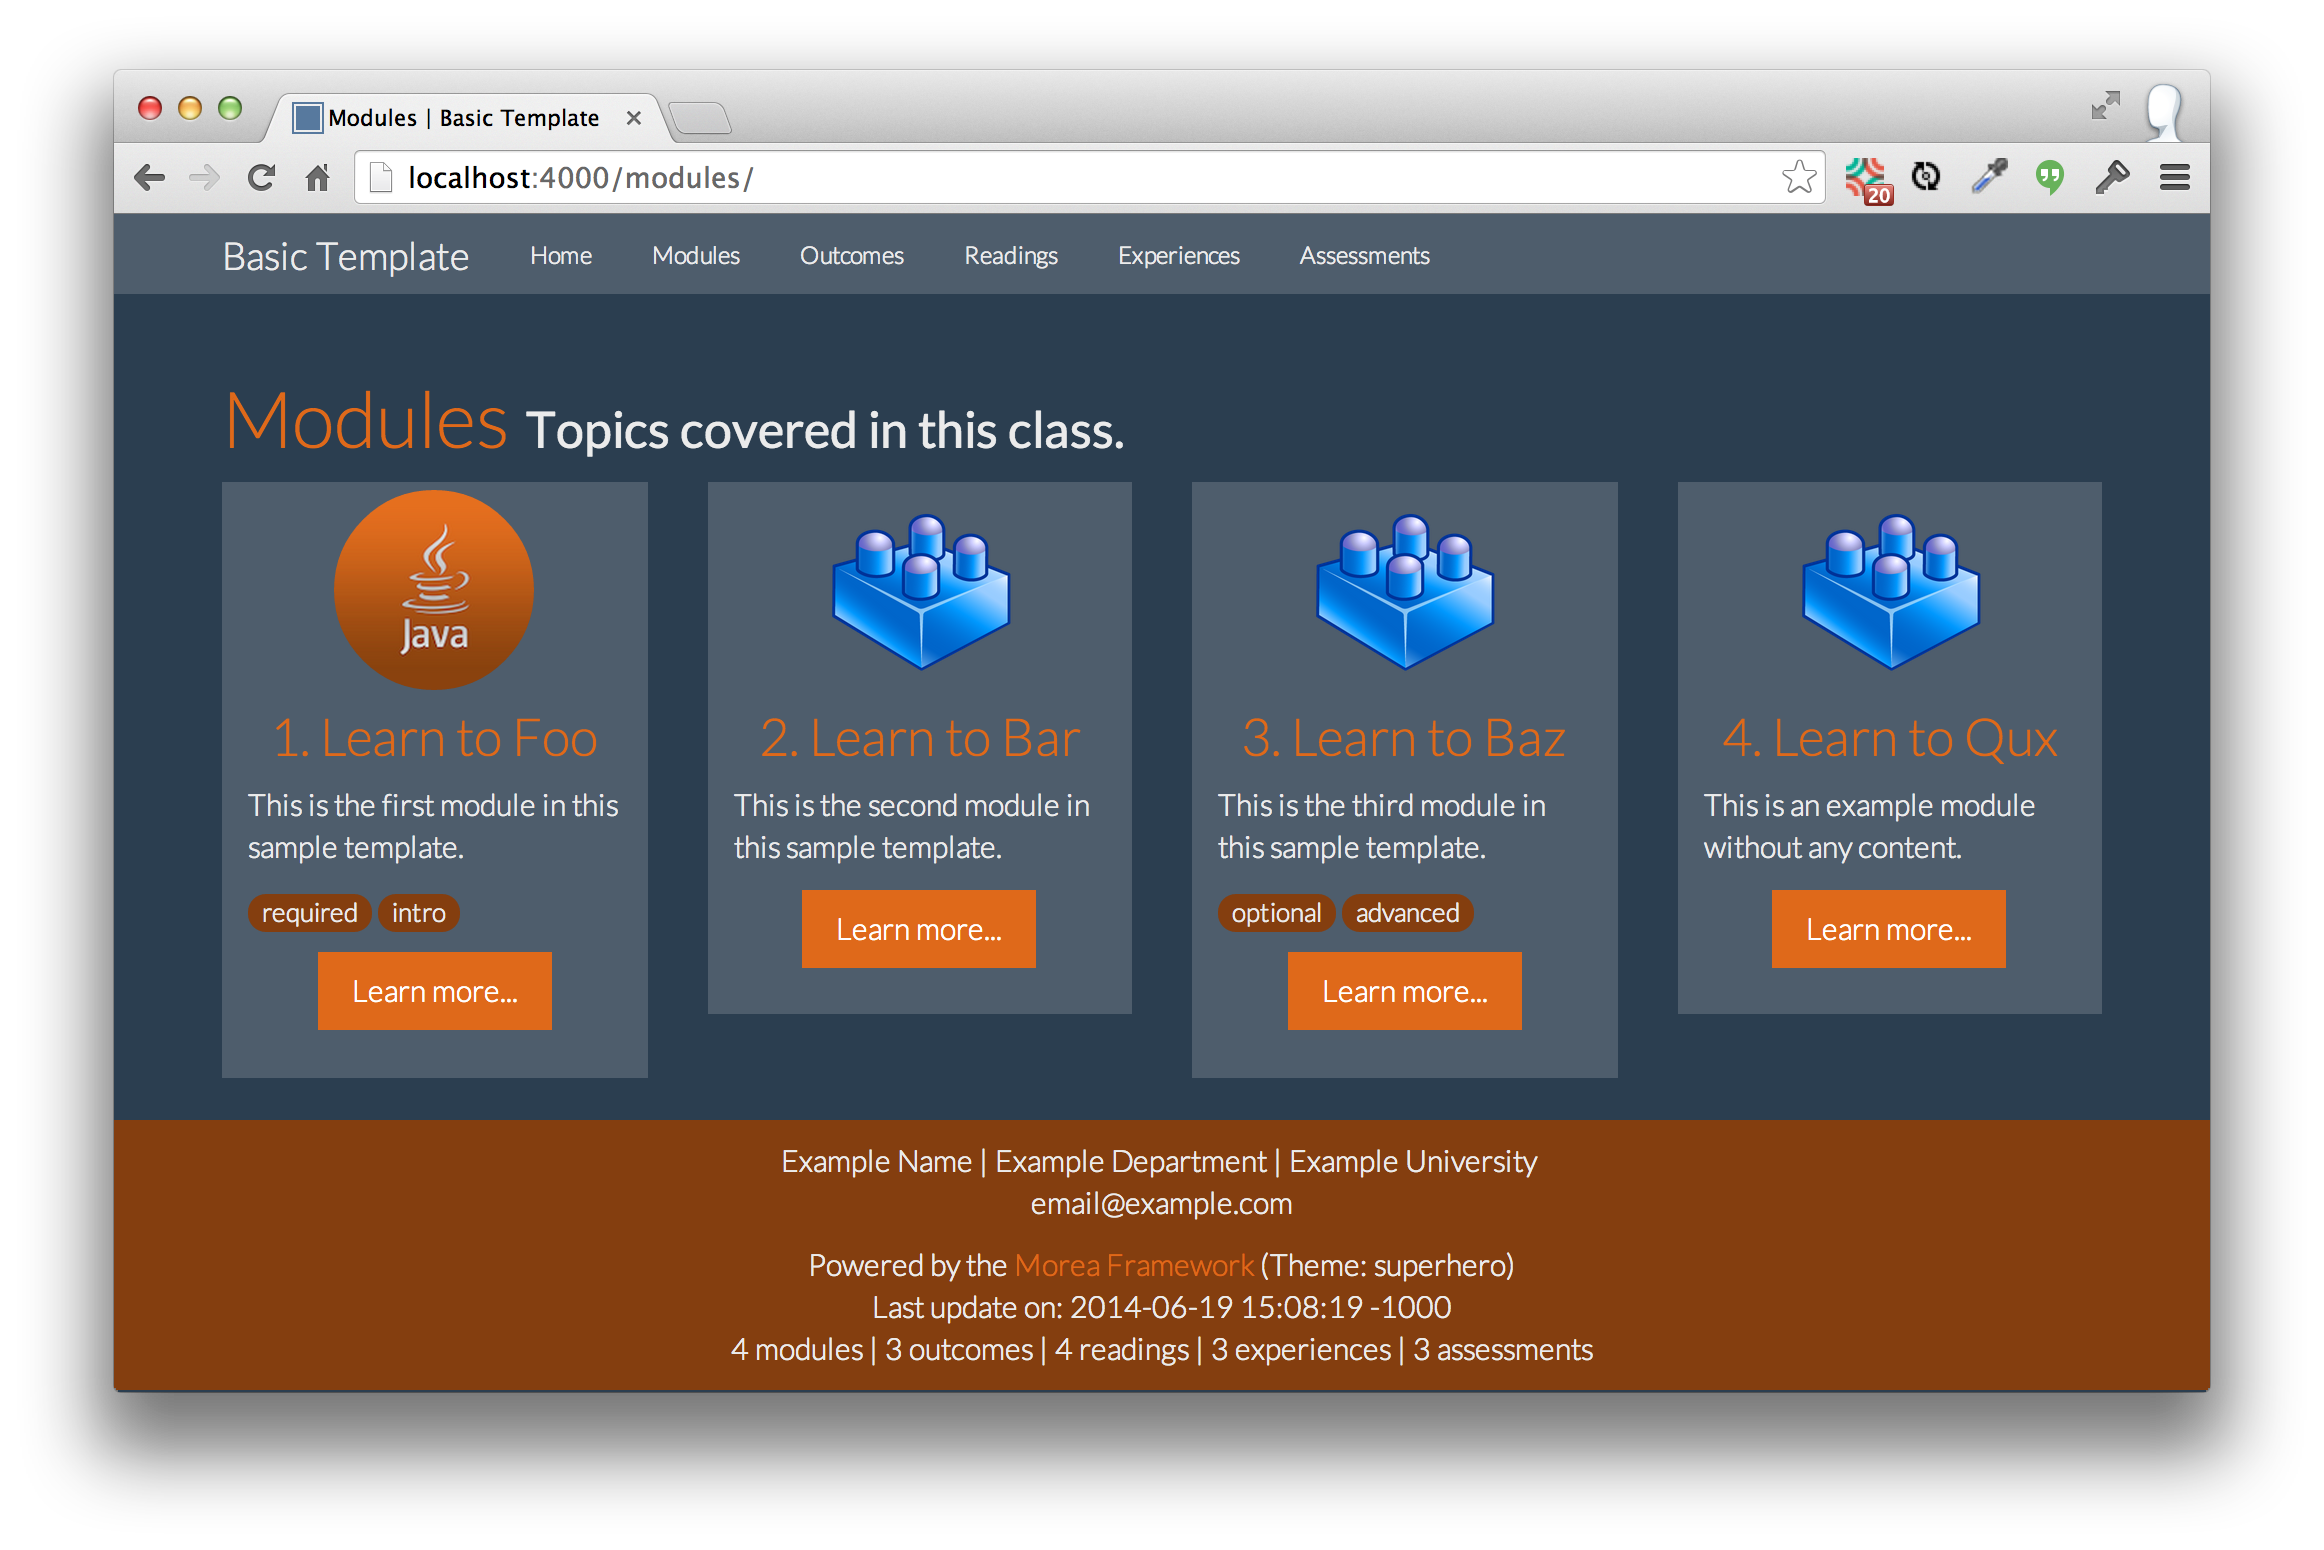 Modules | Basic Template
localhost:4000/modules/
20
Basic Template Home Modules Outcomes Readings Experiences Assessments
Modules Topics covered in this class.
Java
1. Learn to Foo
This is the first module in this
sample template.
required intro
Learn more...
2. Learn to Bar
This is the second module in
this sample template.
Learn more...
3. Learn to Baz
This is the third module in
this sample template.
optional advanced
Learn more...
4. Learn to Qux
This is an example module
without any content.
Learn more...
Example Name | Example Department | Example University
email@example.com
Powered by the Morea Framework (Theme: superhero)
Last update on: 2014-06-19 15:08:19 -1000
4 modules | 3 outcomes | 4 readings | 3 experiences | 3 assessments